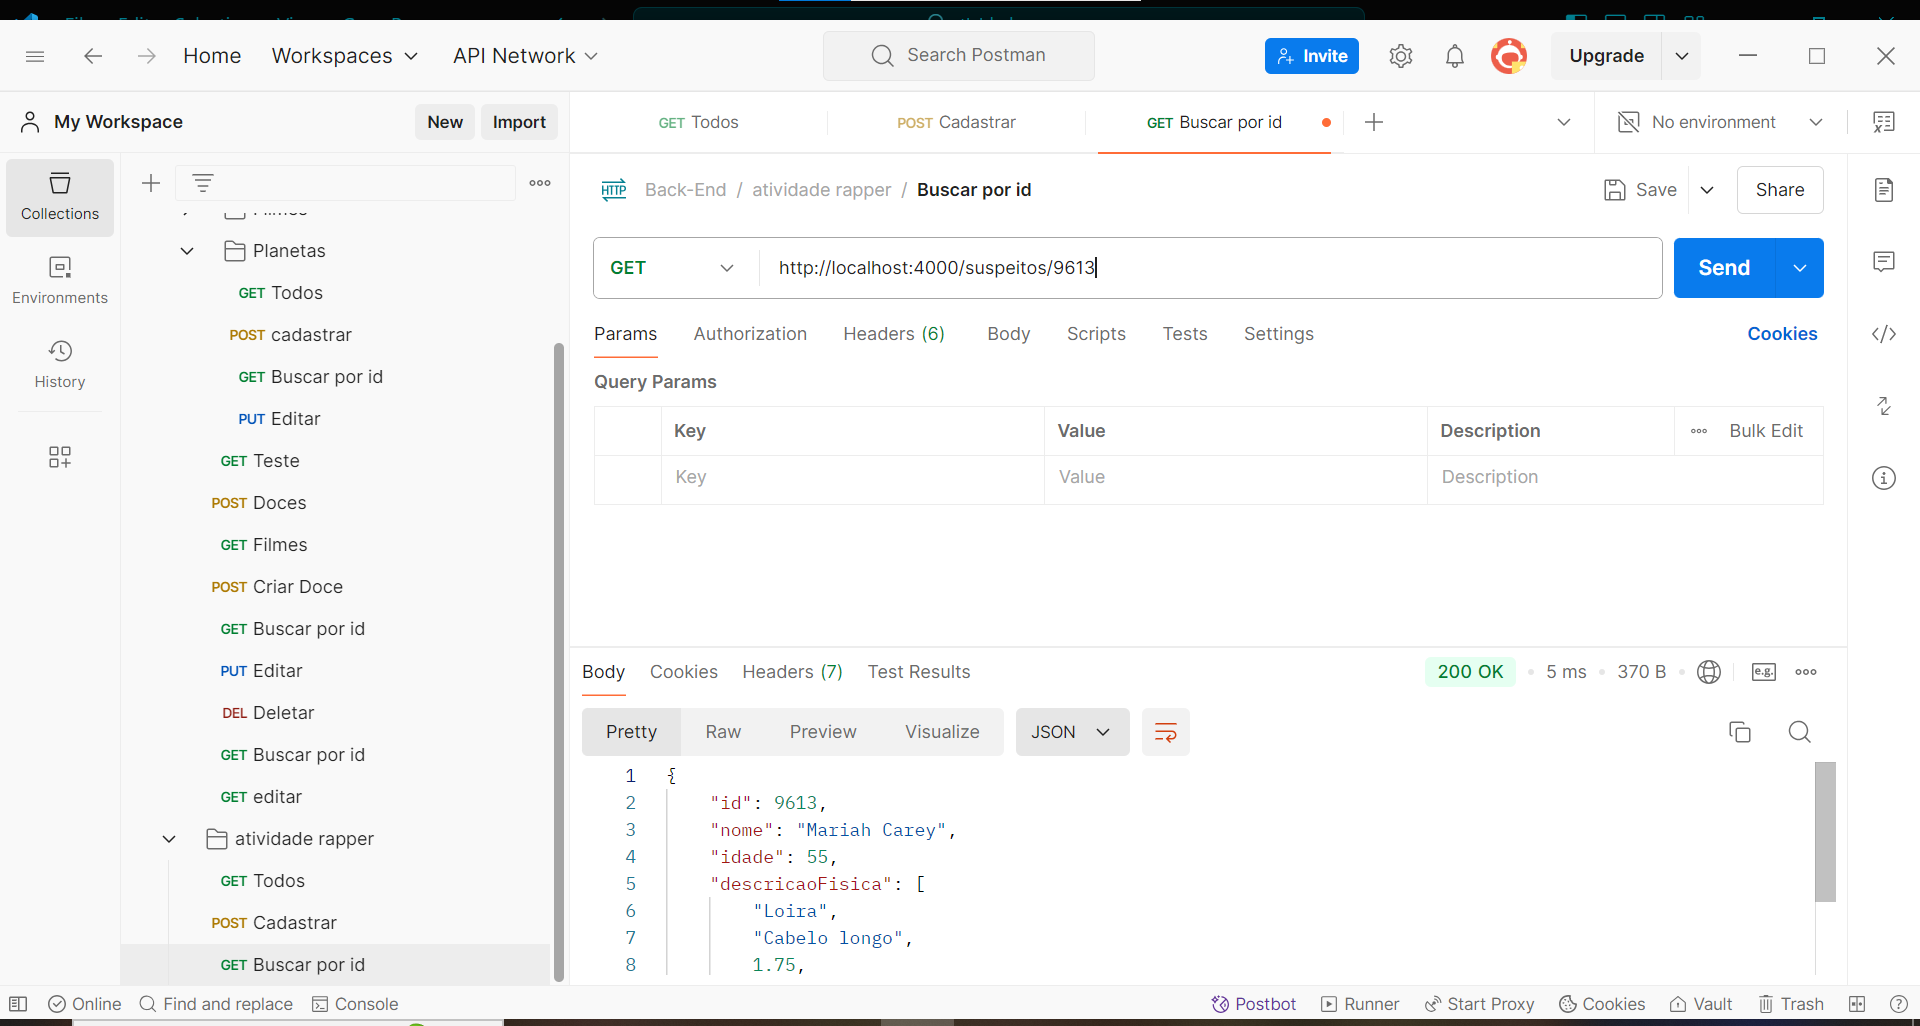 Home Workspaces API Network Search Postman Invite Upgrade
My Workspace New Import GET Todos POST Cadastrar GET Buscar por id No environment
Collections
Environments
History
Filmes
Planetas
GET Todos
POST cadastrar
GET Buscar por id
PUT Editar
GET Teste
POST Doces
GET Filmes
POST Criar Doce
GET Buscar por id
PUT Editar
DEL Deletar
GET Buscar por id
GET editar
atividade rapper
GET Todos
POST Cadastrar
GET Buscar por id
HTTP Back-End / atividade rapper / Buscar por id Save Share
GET http://localhost:4000/suspeitos/9613 Send
Params Authorization Headers (6) Body Scripts Tests Settings Cookies
Query Params
Key Value Description Bulk Edit
Key Value Description
Body Cookies Headers (7) Test Results 200 OK 5 ms 370 B e.g.
Pretty Raw Preview Visualize JSON
1 {
2 "id": 9613,
3 "nome": "Mariah Carey",
4 "idade": 55,
5 "descricaoFisica": [
6 "Loira",
7 "Cabelo longo",
8 1.75,
Online Find and replace Console Postbot Runner Start Proxy Cookies Vault Trash